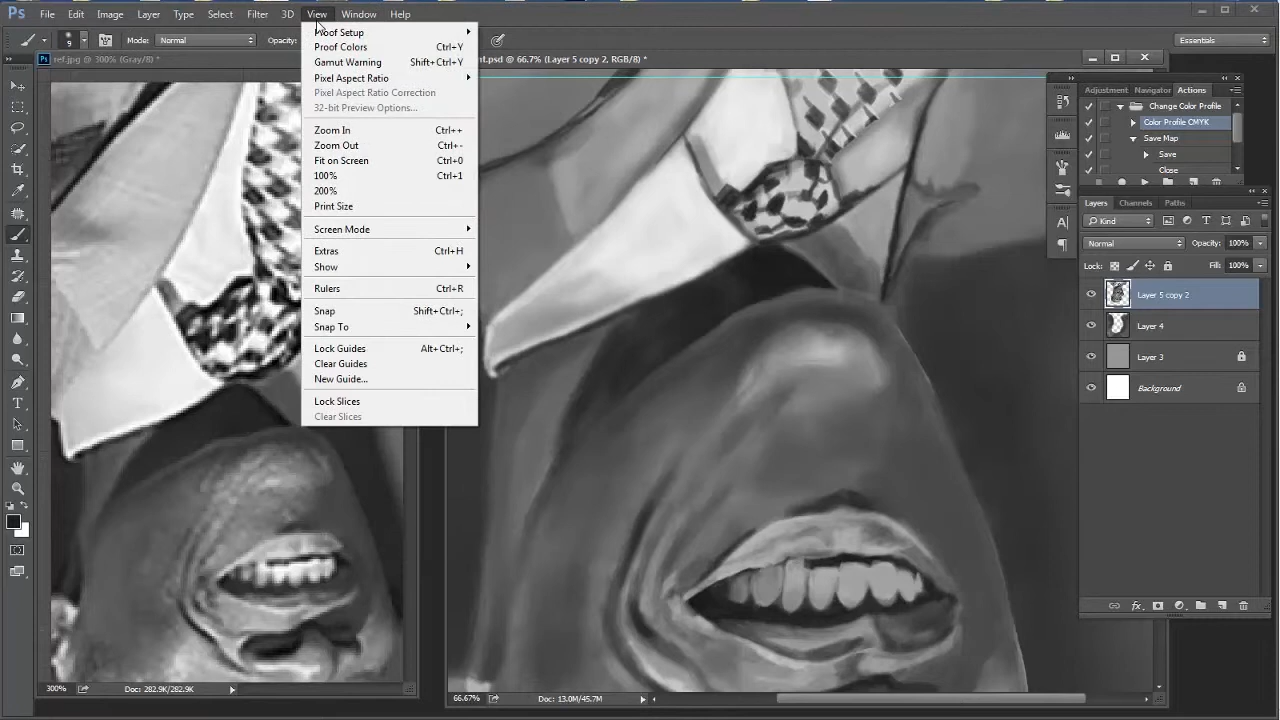 Ps File Edit Image Layer Type Select Filter 3D View Window Help
9 Mode: Normal Opacity: Essentials
ref.jpg @ 300% (Gray/8) * nt.psd @ 66.7% (Layer 5 copy 2, RGB/8) *
Proof Setup
Proof Colors Ctrl+Y
Gamut Warning Shift+Ctrl+Y
Pixel Aspect Ratio
Pixel Aspect Ratio Correction
32-bit Preview Options...
Zoom In Ctrl++
Zoom Out Ctrl+-
Fit on Screen Ctrl+0
100% Ctrl+1
200%
Print Size
Screen Mode
Extras Ctrl+H
Show
Rulers Ctrl+R
Snap Shift+Ctrl+;
Snap To
Lock Guides Alt+Ctrl+;
Clear Guides
New Guide...
Lock Slices
Clear Slices
Adjustment Navigator Actions
Change Color Profile
Color Profile CMYK
Save Map
Save
Close
Layers Channels Paths
Kind
Normal Opacity: 100%
Lock: Fill: 100%
Layer 5 copy 2
Layer 4
Layer 3
Background
fx
300% Doc: 282.9K/282.9K
66.67% Doc: 13.0M/45.7M